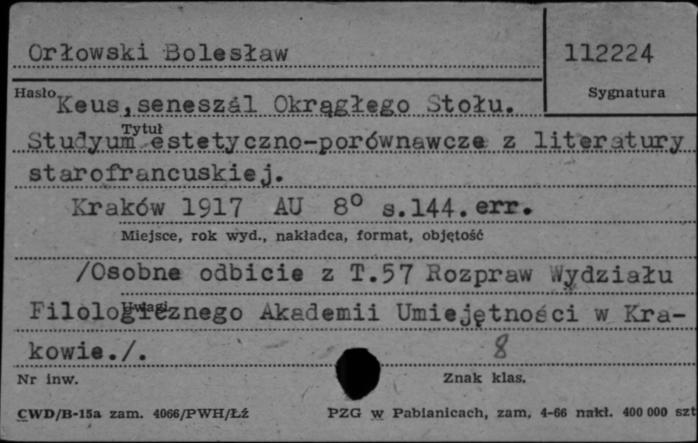 Orłowski Bolesław
112224
Hasło
Sygnatura
Keus,seneszál Okrągłego Stołu.
Tytuł
Studyum estetyczno-porównawcze z literatury
starofrancuskiej.
Kraków 1917 AU 8° s.144.err.
Miejsce, rok wyd., nakładca, format, objętość
/Osobne odbicie z T.57 Rozpraw Wydziału
Uwagi
Filologicznego Akademii Umiejętności w Kra-
kowie./.
8
Nr inw.
Znak klas.
CWD/B-15a zam. 4066/PWH/Łź
PZG w Pabianicach, zam, 4-66 nakł. 400 000 szt